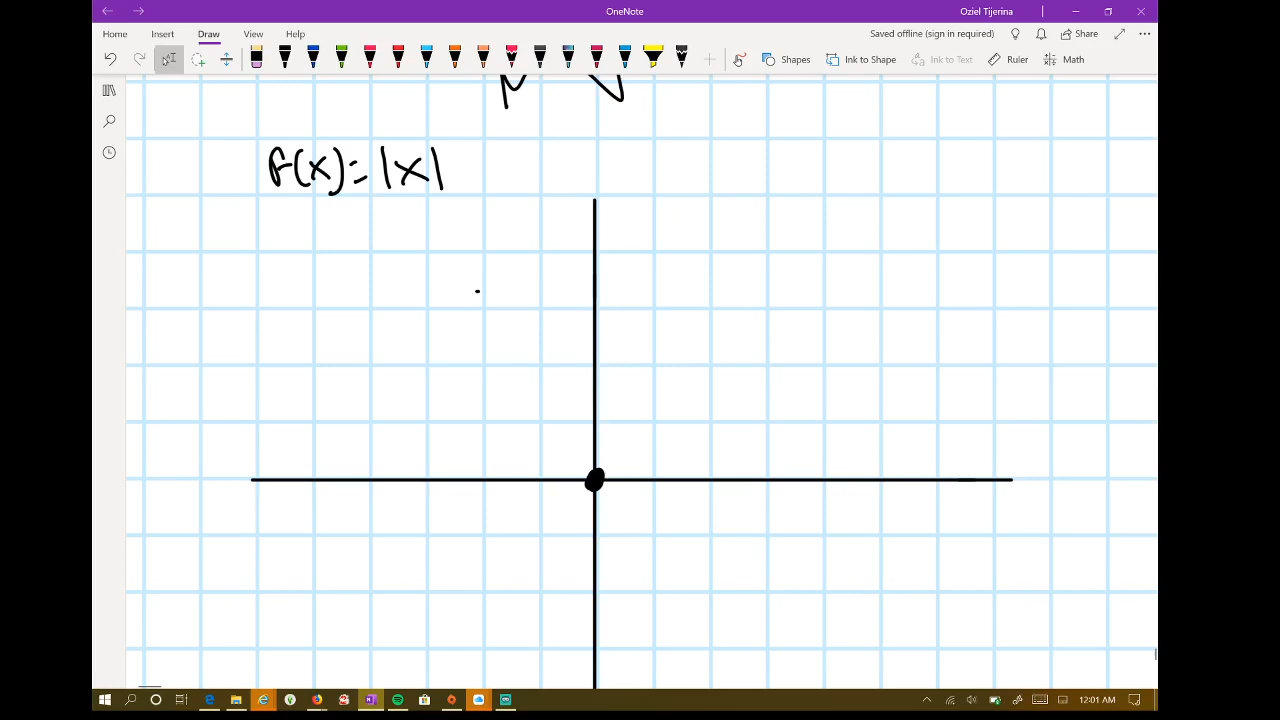 OneNote
Oziel Tijerina
Home Insert Draw View Help
Saved offline (sign in required) Share
Shapes Ink to Shape Ink to Text Ruler Math
f(x)=|x|
12:01 AM